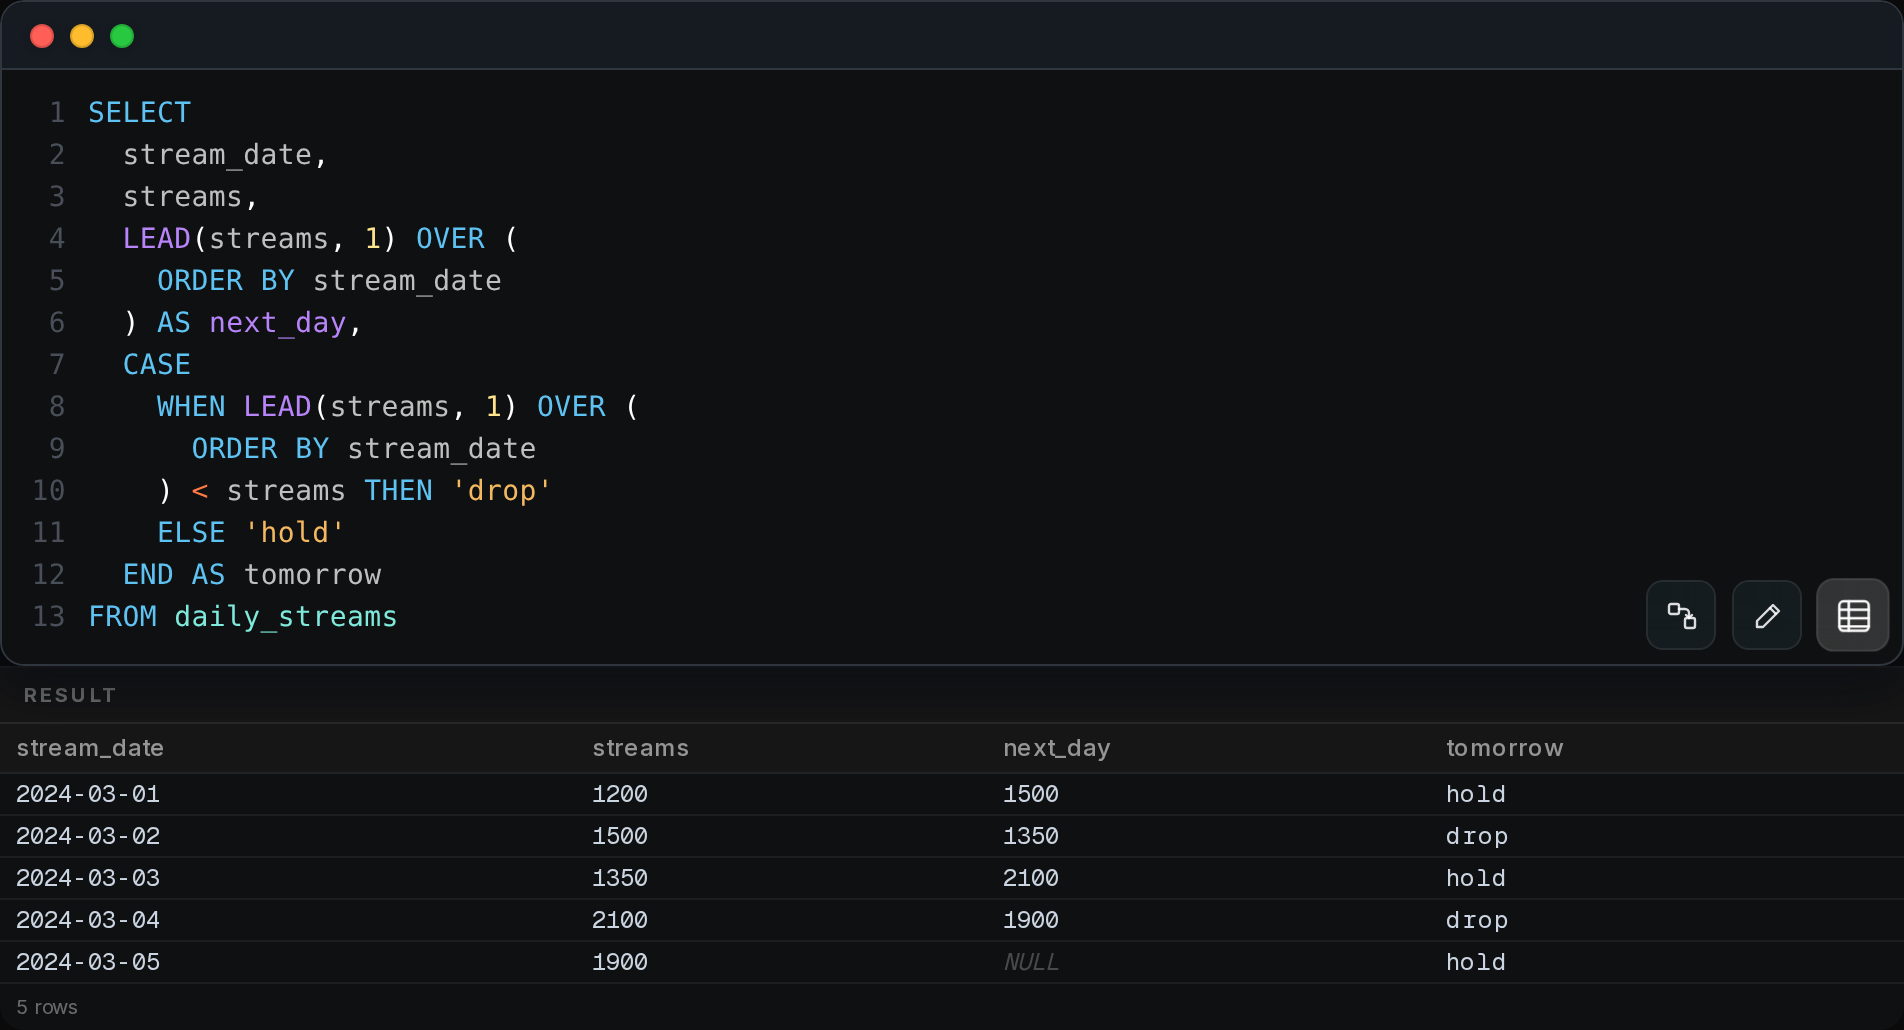 1 SELECT
2   stream_date,
3   streams,
4   LEAD(streams, 1) OVER (
5     ORDER BY stream_date
6   ) AS next_day,
7   CASE
8     WHEN LEAD(streams, 1) OVER (
9       ORDER BY stream_date
10     ) < streams THEN 'drop'
11     ELSE 'hold'
12   END AS tomorrow
13 FROM daily_streams
RESULT
stream_date streams next_day tomorrow
2024-03-01 1200 1500 hold
2024-03-02 1500 1350 drop
2024-03-03 1350 2100 hold
2024-03-04 2100 1900 drop
2024-03-05 1900 NULL hold
5 rows